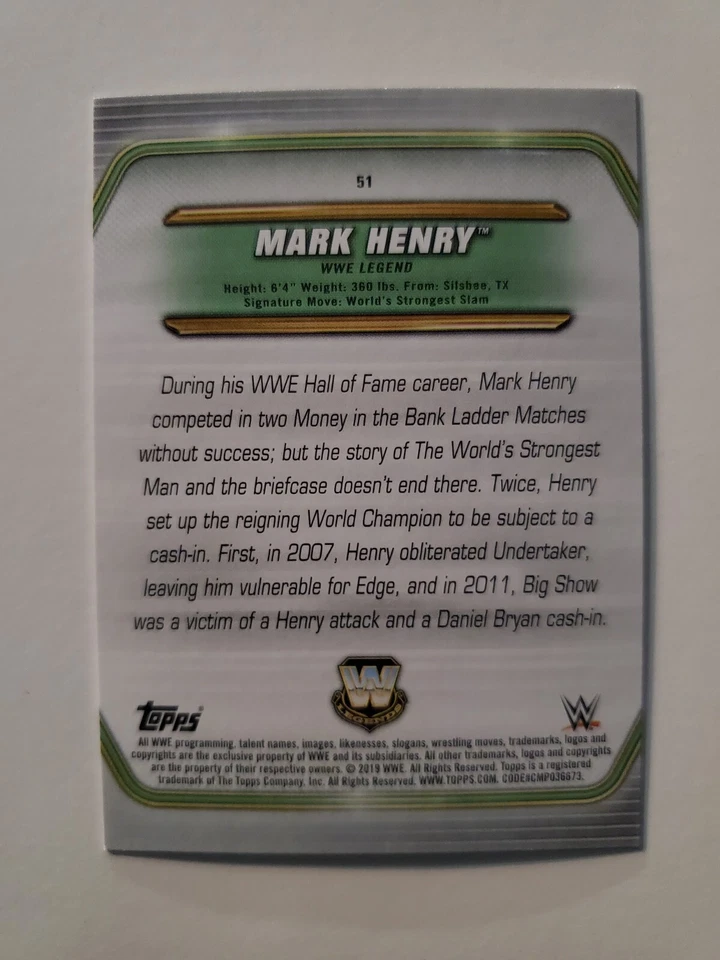 51
MARK HENRY™
WWE LEGEND
Height: 6'4" Weight: 360 lbs. From: Silsbee, TX
Signature Move: World's Strongest Slam
During his WWE Hall of Fame career, Mark Henry
competed in two Money in the Bank Ladder Matches
without success; but the story of The World's Strongest
Man and the briefcase doesn't end there. Twice, Henry
set up the reigning World Champion to be subject to a
cash-in. First, in 2007, Henry obliterated Undertaker,
leaving him vulnerable for Edge, and in 2011, Big Show
was a victim of a Henry attack and a Daniel Bryan cash-in.
W
LEGENDS
Topps®
W
All WWE programming, talent names, images, likenesses, slogans, wrestling moves, trademarks, logos and
copyrights are the exclusive property of WWE and its subsidiaries. All other trademarks, logos and copyrights
are the property of their respective owners. © 2019 WWE. All Rights Reserved. Topps is a registered
trademark of The Topps Company, Inc. All Rights Reserved. WWW.TOPPS.COM. CODE#CMP036673.